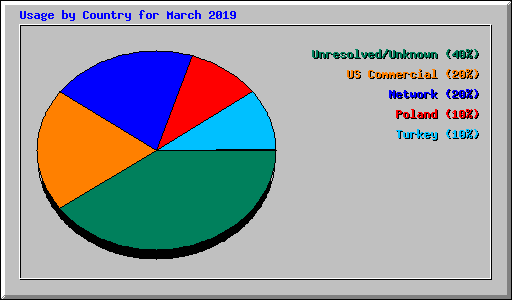 Usage by Country for March 2019
Unresolved/Unknown (40%)
US Commercial (20%)
Network (20%)
Poland (10%)
Turkey (10%)